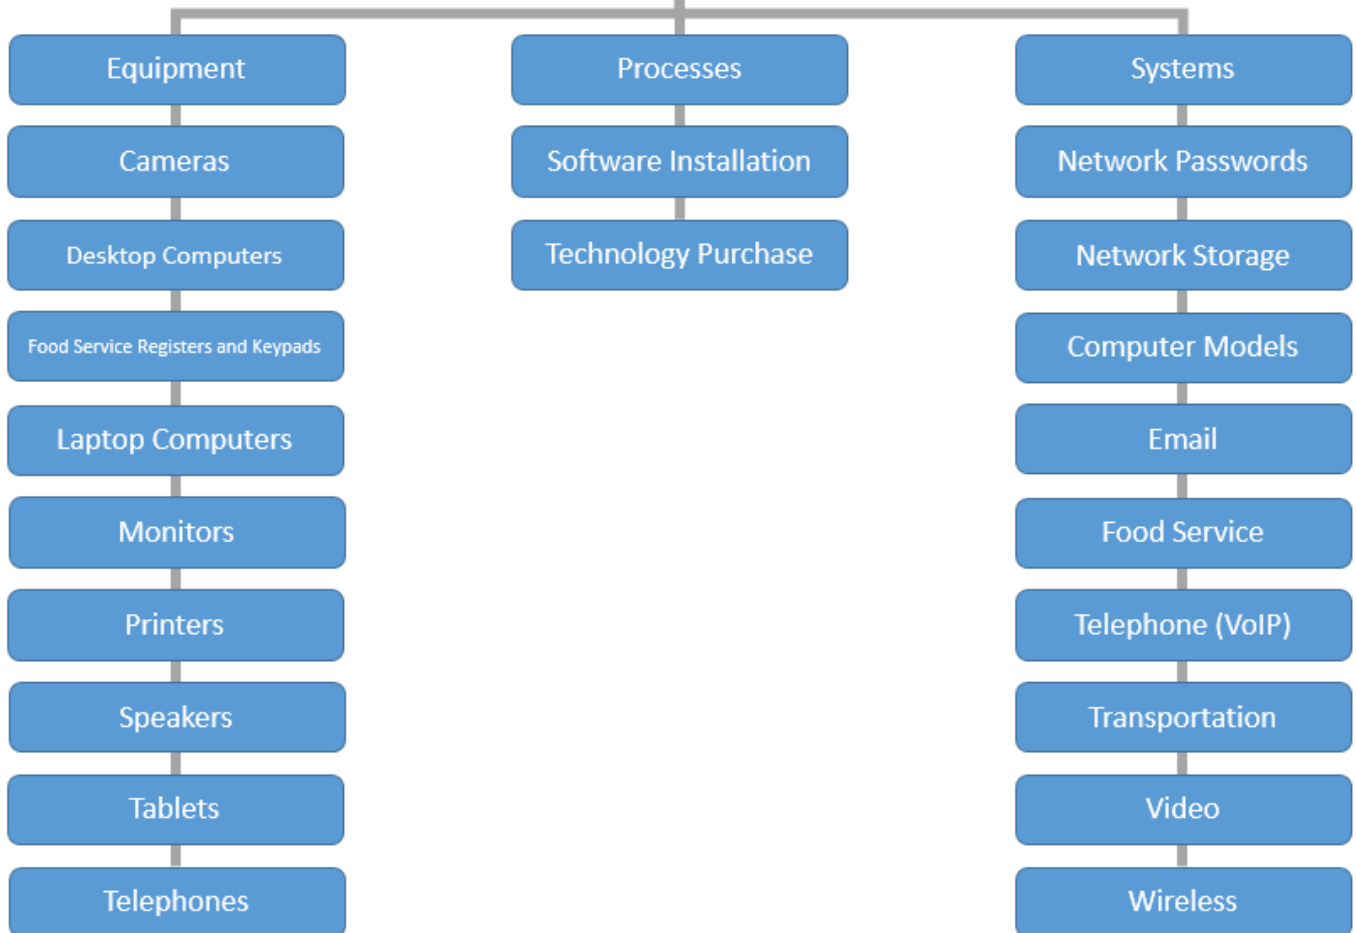 Equipment
Cameras
Desktop Computers
Food Service Registers and Keypads
Laptop Computers
Monitors
Printers
Speakers
Tablets
Telephones
Processes
Software Installation
Technology Purchase
Systems
Network Passwords
Network Storage
Computer Models
Email
Food Service
Telephone (VoIP)
Transportation
Video
Wireless